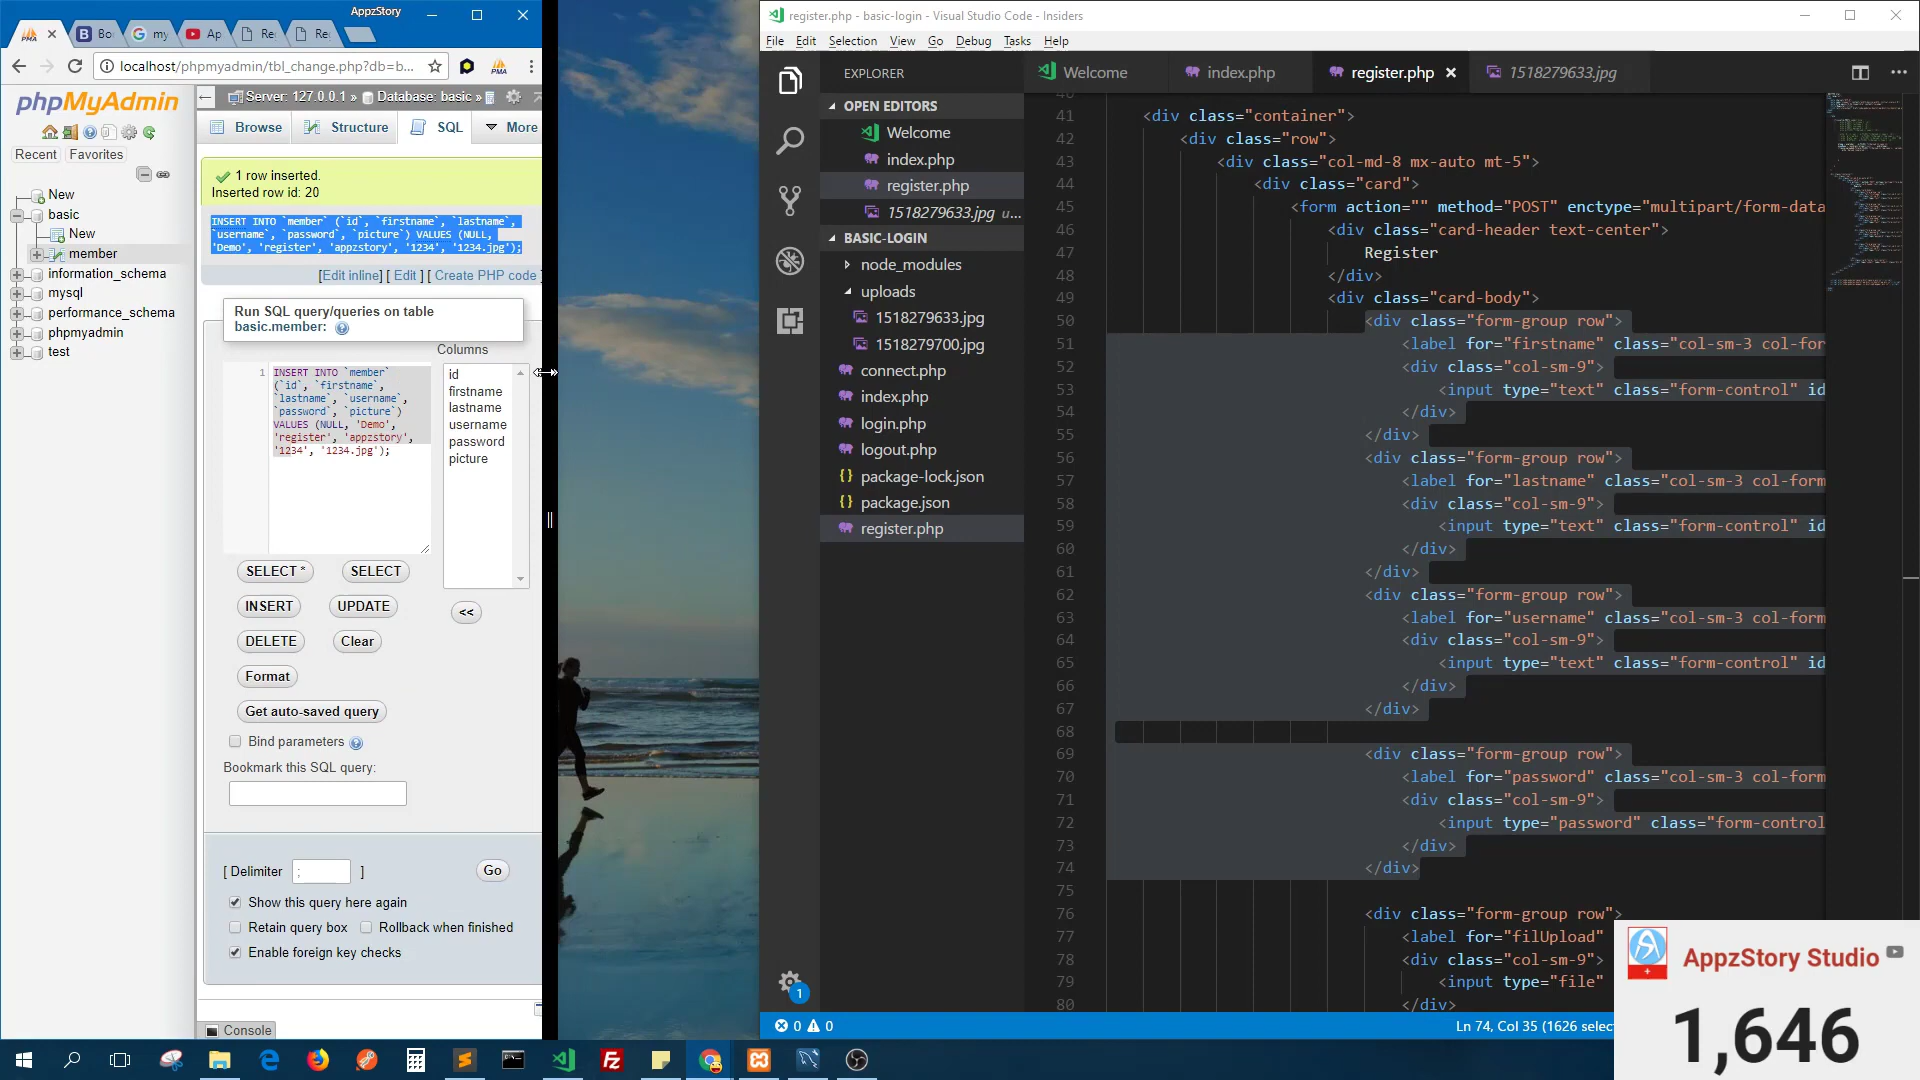 AppzStory
Bo
my
Ap
Re
Re
localhost/phpmyadmin/tbl_change.php?db=b...
phpMyAdmin
Recent
Favorites
New
basic
New
member
information_schema
mysql
performance_schema
phpmyadmin
test
Server: 127.0.0.1 » Database: basic »
Browse
Structure
SQL
More
1 row inserted.
Inserted row id: 20
INSERT INTO `member` (`id`, `firstname`, `lastname`,
`username`, `password`, `picture`) VALUES (NULL,
'Demo', 'register', 'appzstory', '1234', '1234.jpg');
[Edit inline] [ Edit ] [ Create PHP code
Run SQL query/queries on table
basic.member:
Columns
1
INSERT INTO `member`
(`id`, `firstname`,
`lastname`, `username`,
`password`, `picture`)
VALUES (NULL, 'Demo',
'register', 'appzstory',
'1234', '1234.jpg');
id
firstname
lastname
username
password
picture
SELECT *
SELECT
INSERT
UPDATE
<<
DELETE
Clear
Format
Get auto-saved query
Bind parameters
Bookmark this SQL query:
[ Delimiter ; ]
Go
Show this query here again
Retain query box
Rollback when finished
Enable foreign key checks
Console
register.php - basic-login - Visual Studio Code - Insiders
File Edit Selection View Go Debug Tasks Help
EXPLORER
OPEN EDITORS
Welcome
index.php
register.php
1518279633.jpg u...
BASIC-LOGIN
node_modules
uploads
1518279633.jpg
1518279700.jpg
connect.php
index.php
login.php
logout.php
package-lock.json
package.json
register.php
1
Welcome
index.php
register.php
1518279633.jpg
41 <div class="container">
42 <div class="row">
43 <div class="col-md-8 mx-auto mt-5">
44 <div class="card">
45 <form action="" method="POST" enctype="multipart/form-data
46 <div class="card-header text-center">
47 Register
48 </div>
49 <div class="card-body">
50 <div class="form-group row">
51 <label for="firstname" class="col-sm-3 col-for
52 <div class="col-sm-9">
53 <input type="text" class="form-control" id
54 </div>
55 </div>
56 <div class="form-group row">
57 <label for="lastname" class="col-sm-3 col-form
58 <div class="col-sm-9">
59 <input type="text" class="form-control" id
60 </div>
61 </div>
62 <div class="form-group row">
63 <label for="username" class="col-sm-3 col-form
64 <div class="col-sm-9">
65 <input type="text" class="form-control" id
66 </div>
67 </div>
68
69 <div class="form-group row">
70 <label for="password" class="col-sm-3 col-form
71 <div class="col-sm-9">
72 <input type="password" class="form-control
73 </div>
74 </div>
75
76 <div class="form-group row">
77 <label for="filUpload"
78 <div class="col-sm-9">
79 <input type="file"
80 </div>
0 0
Ln 74, Col 35 (1626 selec
AppzStory Studio
1,646